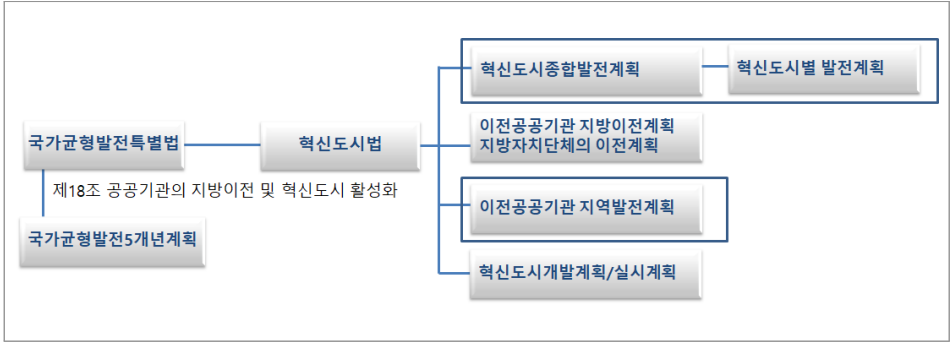 혁신도시종합발전계획
혁신도시별 발전계획
국가균형발전특별법
혁신도시법
이전공공기관 지방이전계획
지방자치단체의 이전계획
제18조 공공기관의 지방이전 및 혁신도시 활성화
이전공공기관 지역발전계획
국가균형발전5개년계획
혁신도시개발계획/실시계획